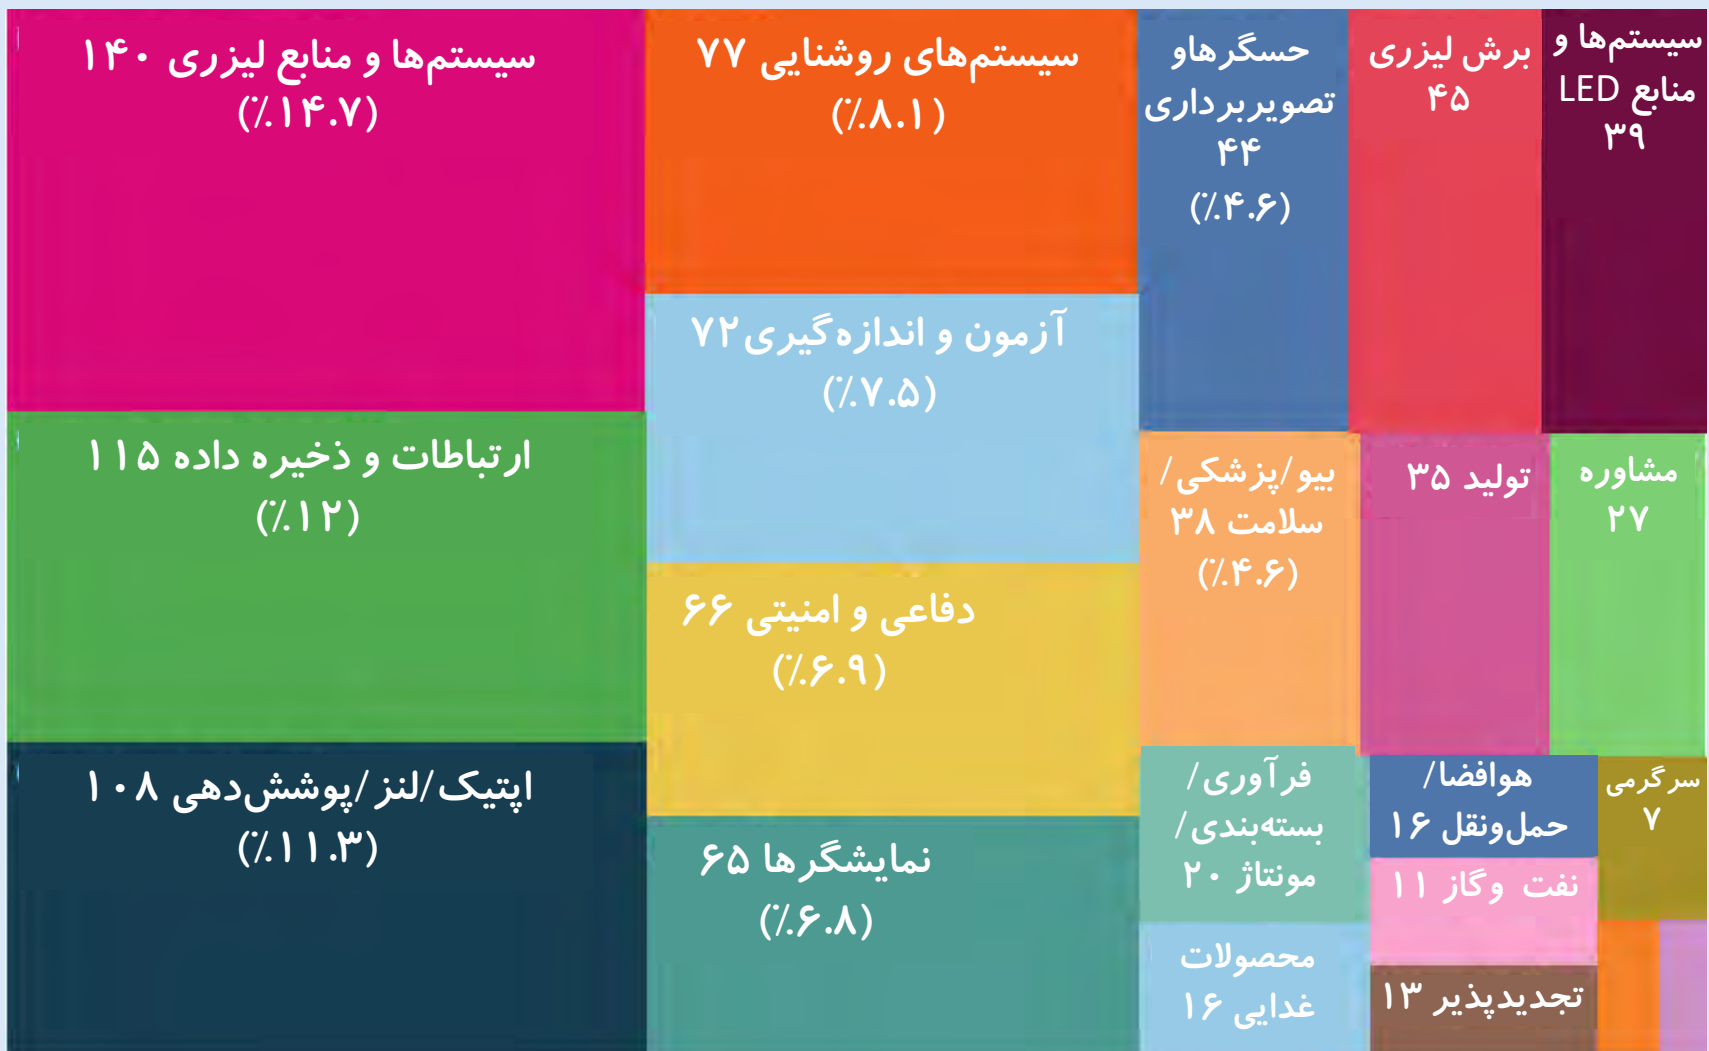 سیستم‌ها و منابع لیزری ۱۴۰
(٪۱۴.۷)
ارتباطات و ذخیره داده ۱۱۵
(٪۱۲)
اپتیک/لنز/پوشش‌دهی ۱۰۸
(٪۱۱.۳)
سیستم‌های روشنایی ۷۷
(٪۸.۱)
آزمون و اندازه‌گیری۷۲
(٪۷.۵)
دفاعی و امنیتی ۶۶
(٪۶.۹)
نمایشگرها ۶۵
(٪۶.۸)
حسگرهاو
تصویربرداری
۴۴
(٪۴.۶)
برش لیزری
۴۵
سیستم‌ها و
منابع LED
۳۹
بیو/پزشکی/
سلامت ۳۸
(٪۴.۶)
تولید ۳۵
مشاوره
۲۷
فرآوری/
بسته‌بندی/
مونتاژ ۲۰
هوافضا/
حمل‌ونقل ۱۶
سرگرمی
۷
نفت وگاز ۱۱
محصولات
غذایی ۱۶
تجدیدپذیر ۱۳